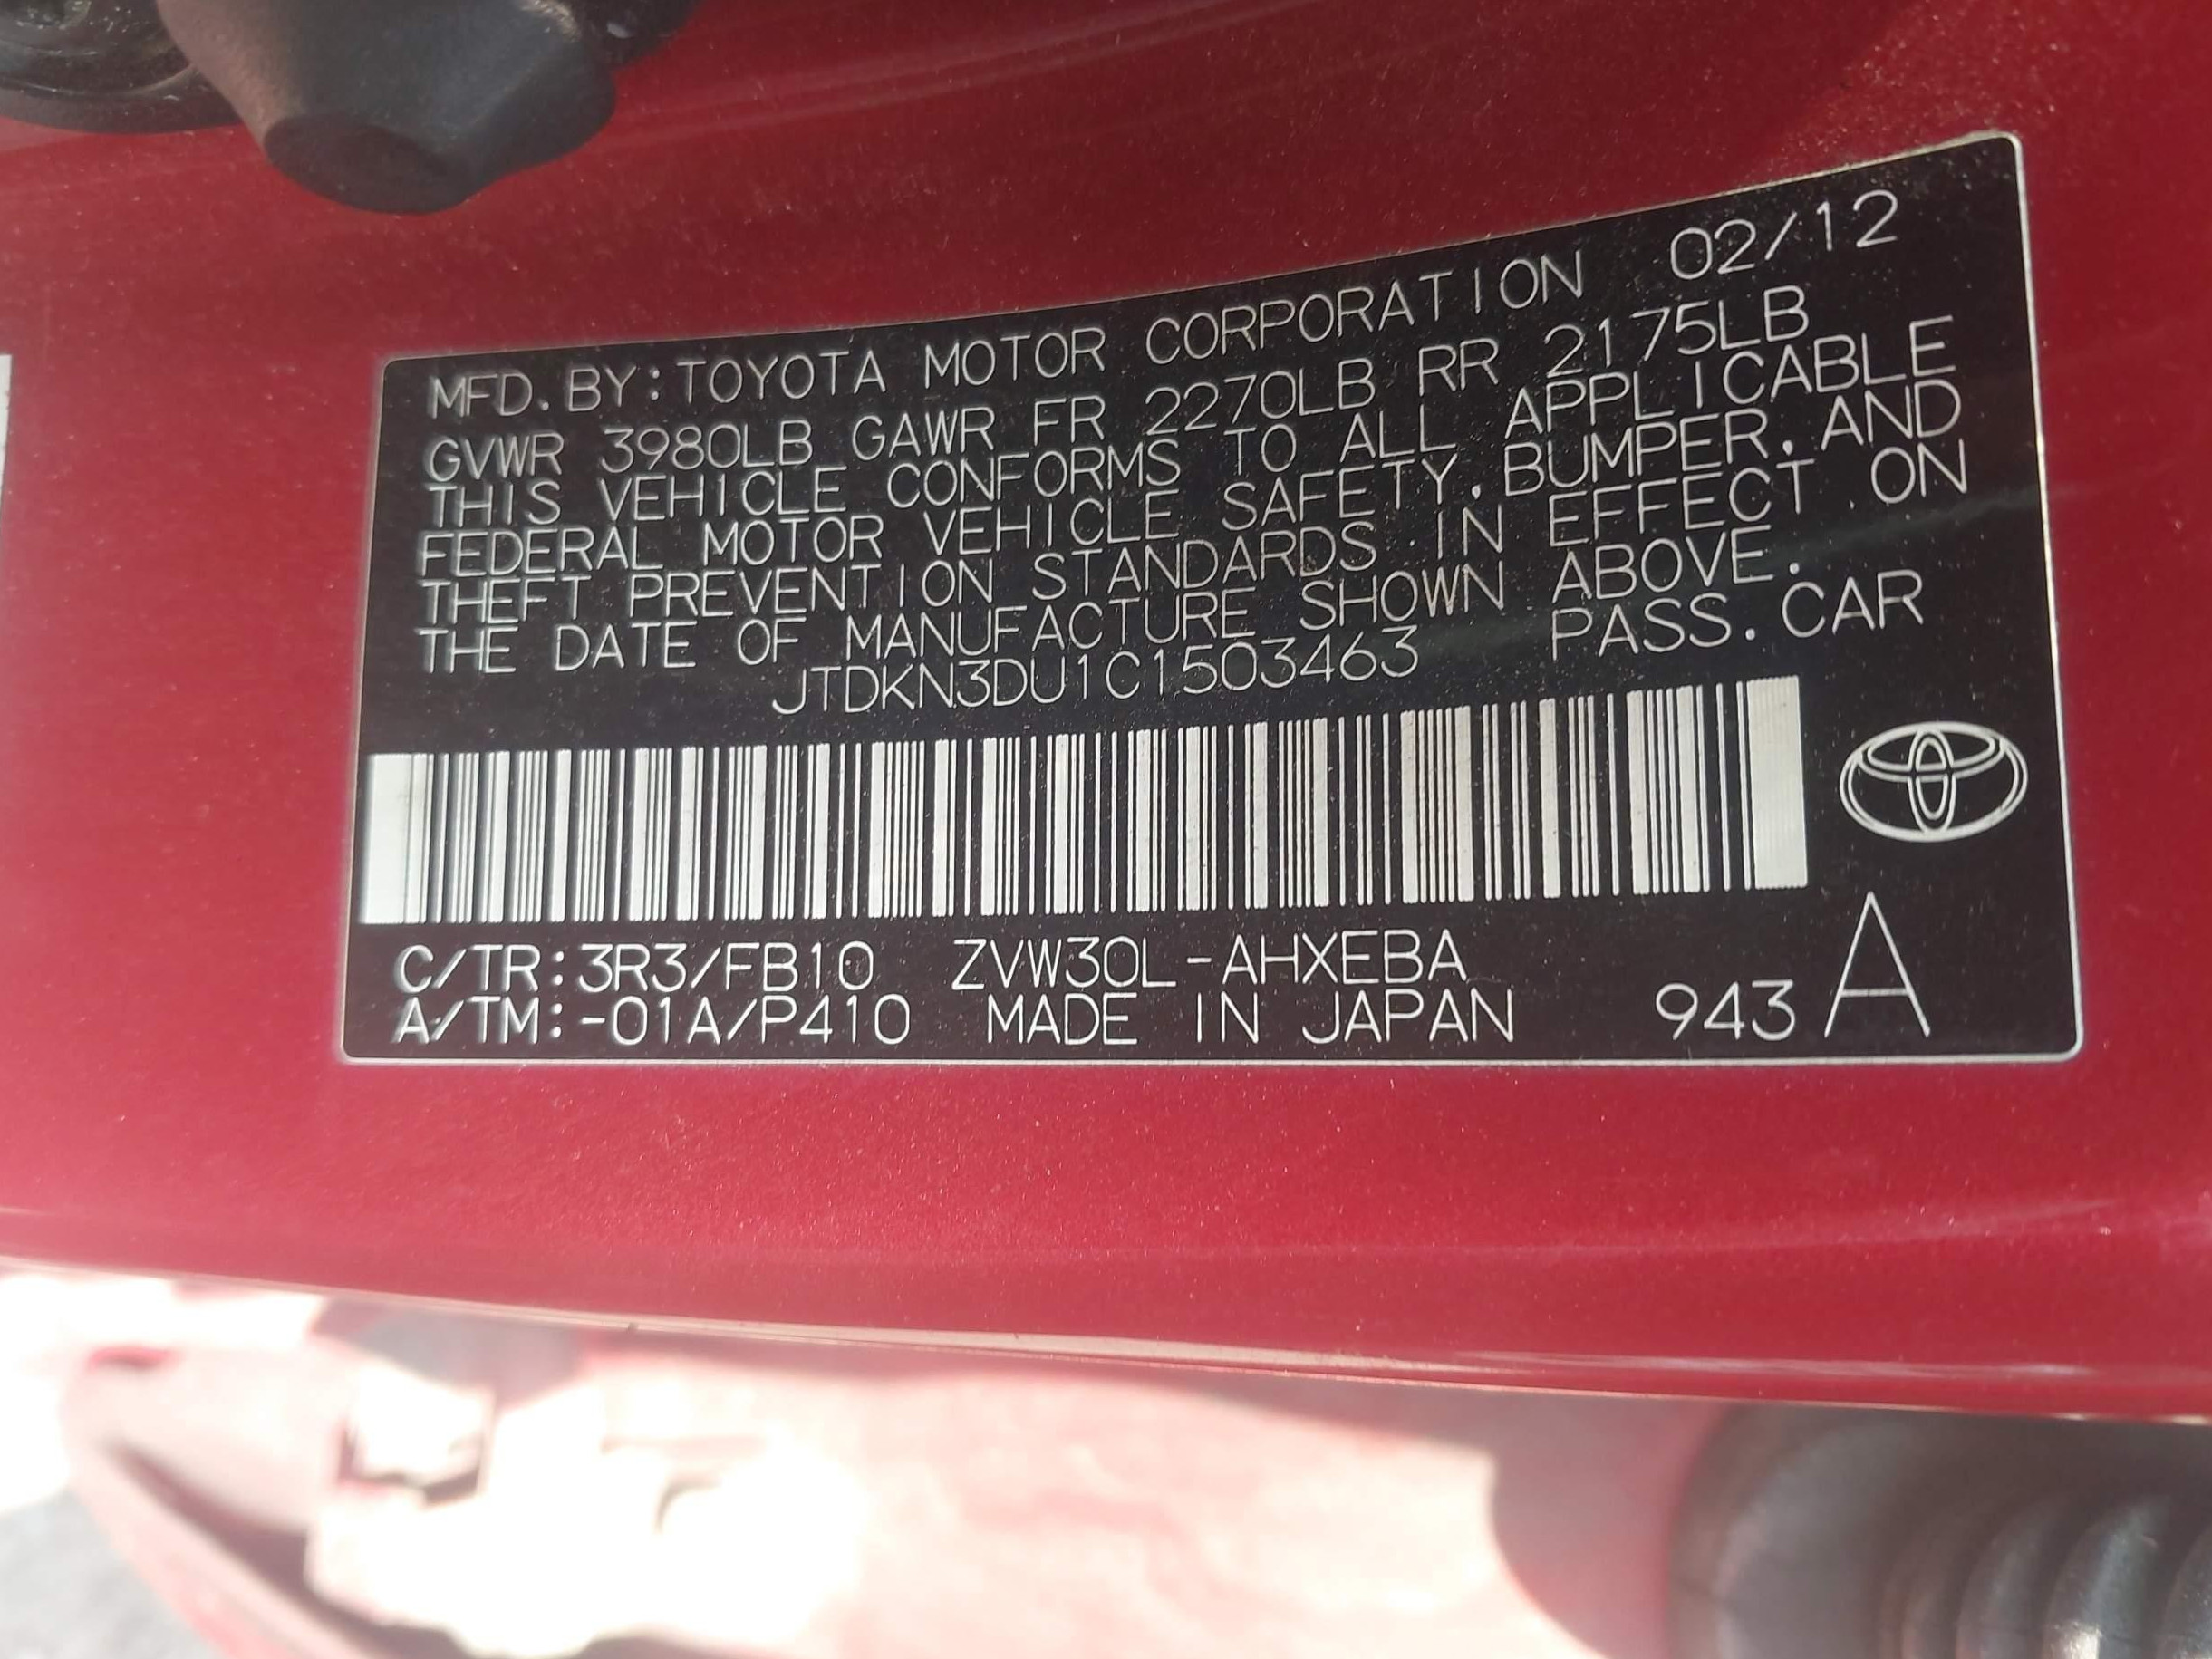 MFD. BY: TOYOTA MOTOR CORPORATION 02/12
GVWR 3980LB GAWR FR 2270LB RR 2175LB
THIS VEHICLE CONFORMS TO ALL APPLICABLE
FEDERAL MOTOR VEHICLE SAFETY, BUMPER, AND
THEFT PREVENTION STANDARDS IN EFFECT ON
THE DATE OF MANUFACTURE SHOWN ABOVE.
JTDKN3DU1C1503463 PASS. CAR
C/TR: 3R3/FB10 ZVW30L-AHXEBA
A/TM: -01A/P410 MADE IN JAPAN 943 A